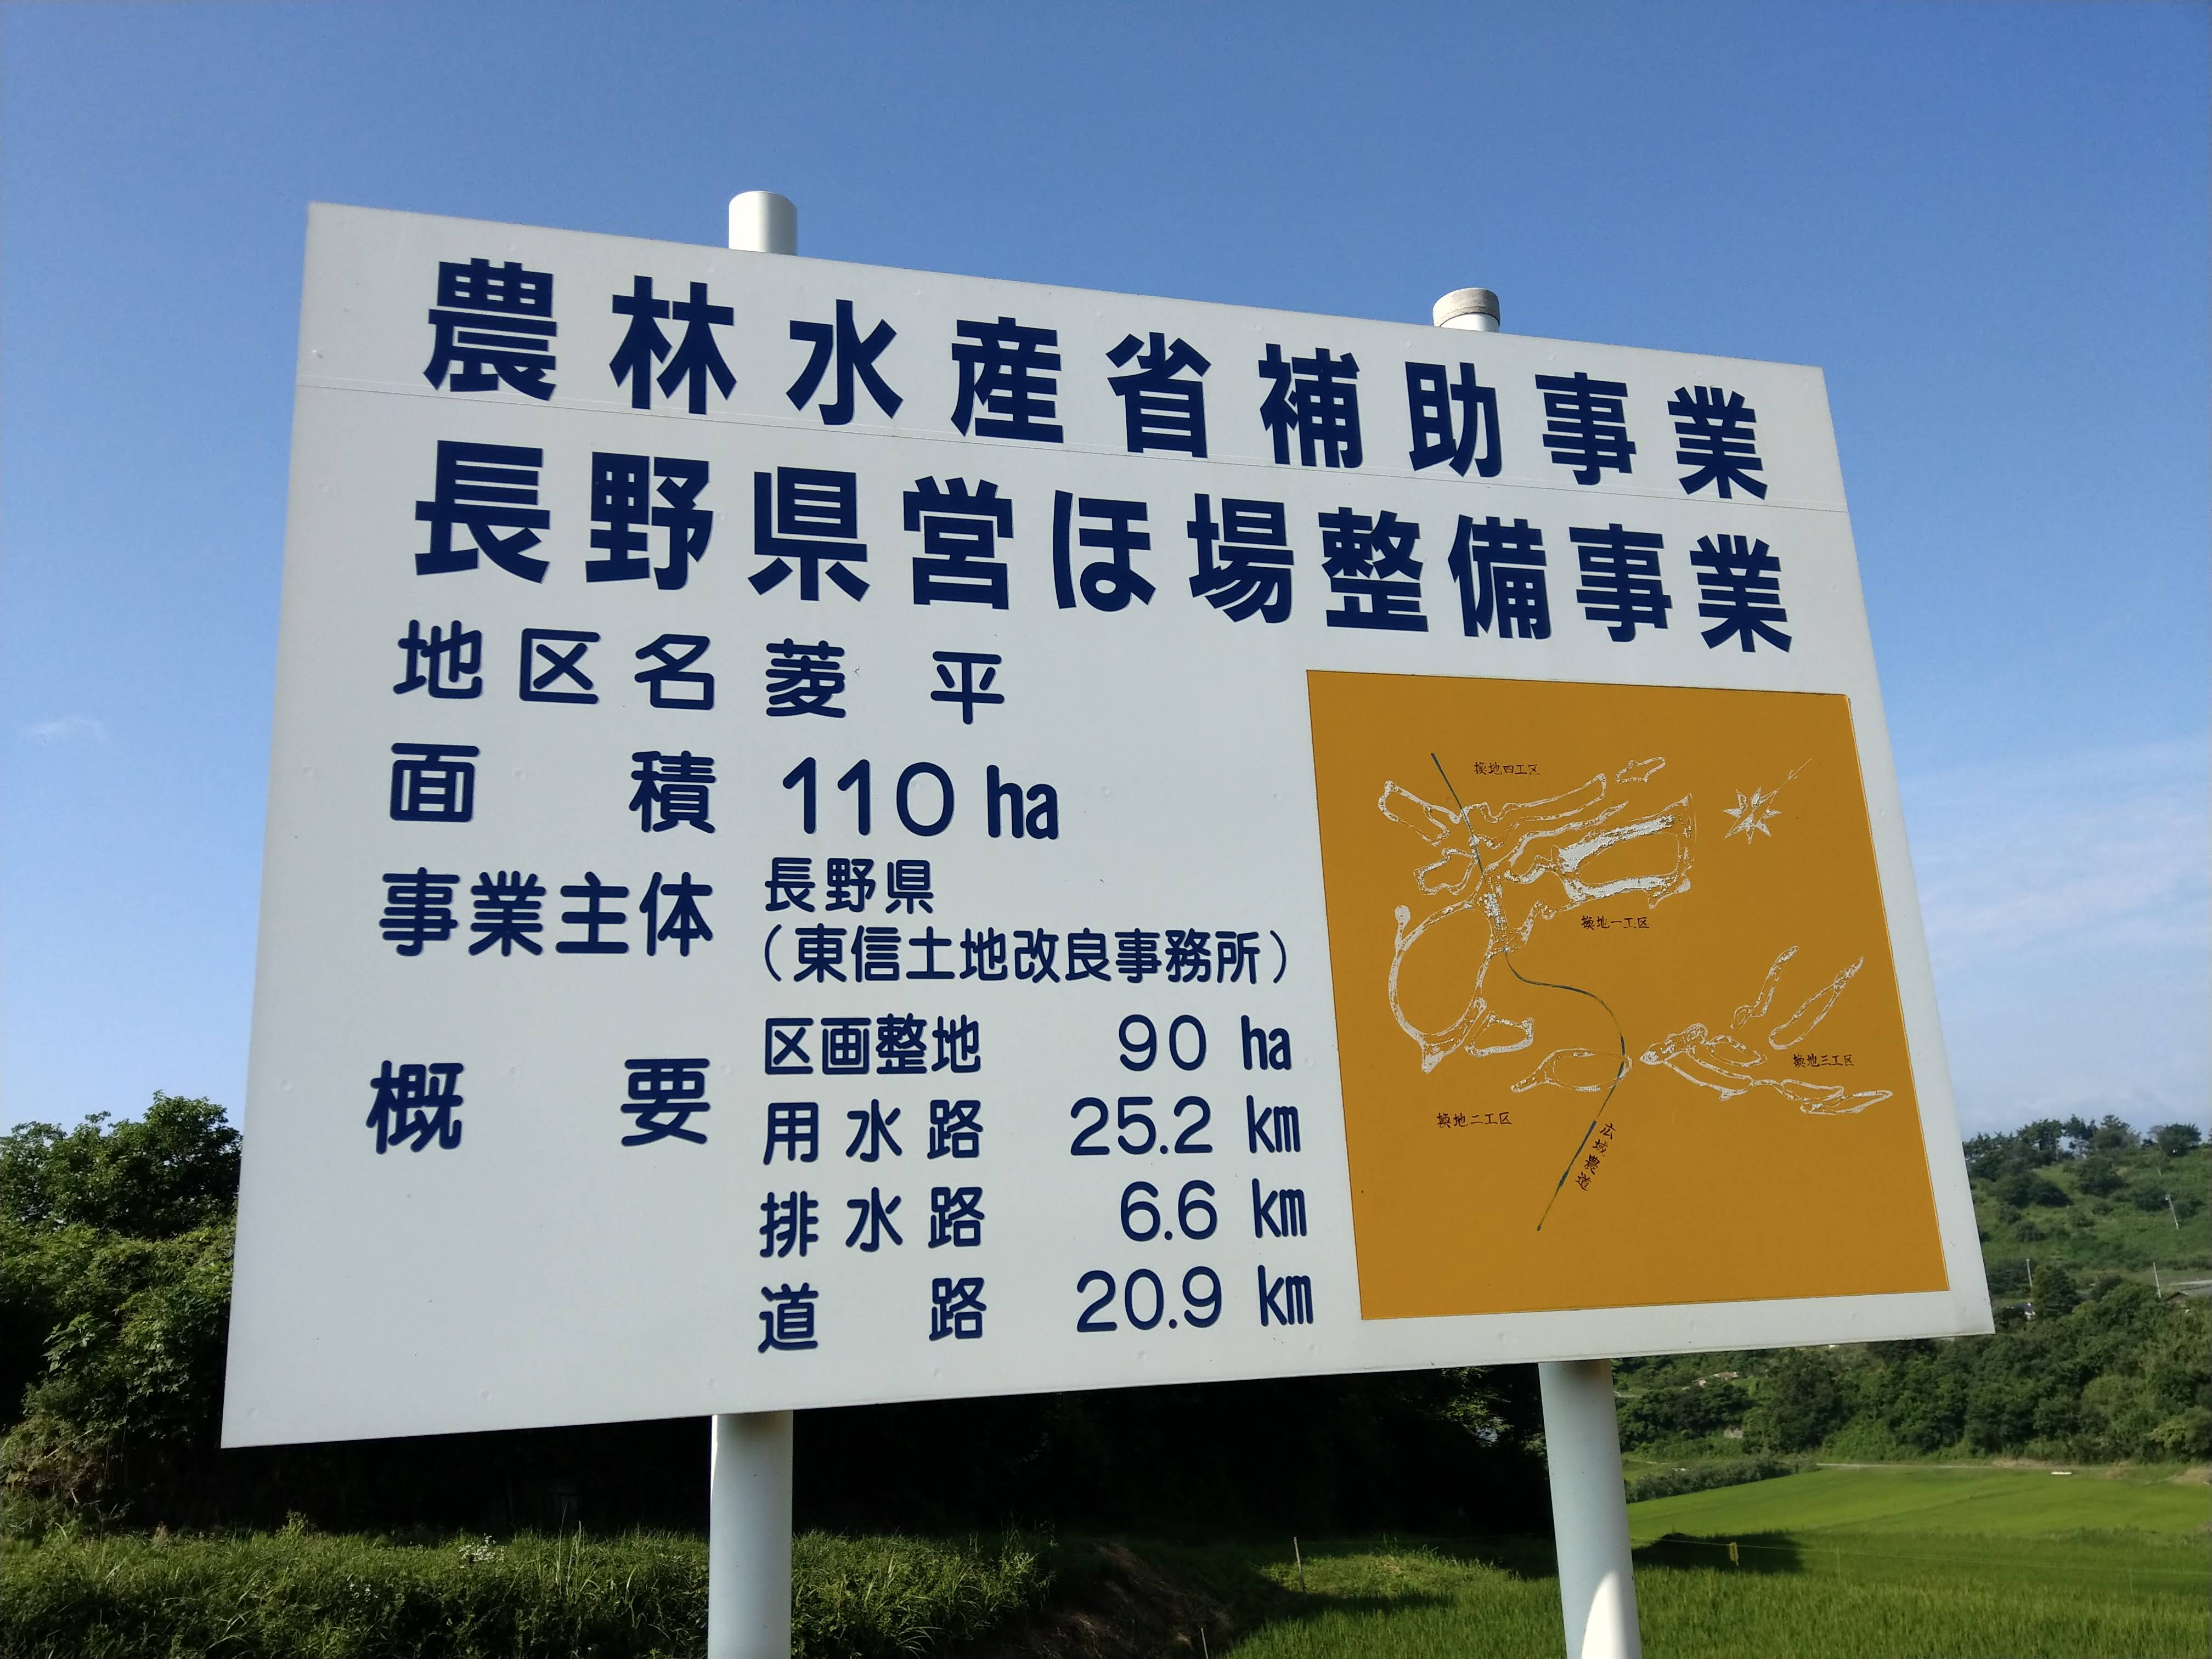 農林水産省補助事業
長野県営ほ場整備事業
地区名 菱平
面積 110 ha
事業主体 長野県
(東信土地改良事務所)
概要
区画整地 90 ha
用水路 25.2 km
排水路 6.6 km
道路 20.9 km
換地四工区
換地一工区
換地三工区
換地二工区
広域農道